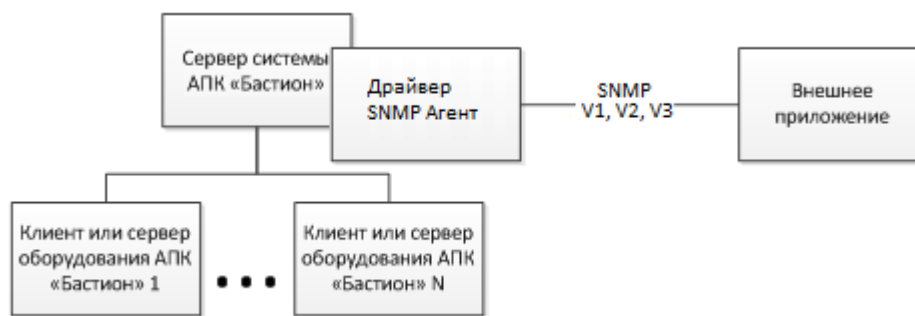 Сервер системы
АПК «Бастион»
Драйвер
SNMP Агент
SNMP
V1, V2, V3
Внешнее
приложение
Клиент или сервер
оборудования АПК
«Бастион» 1
Клиент или сервер
оборудования АПК
«Бастион» N